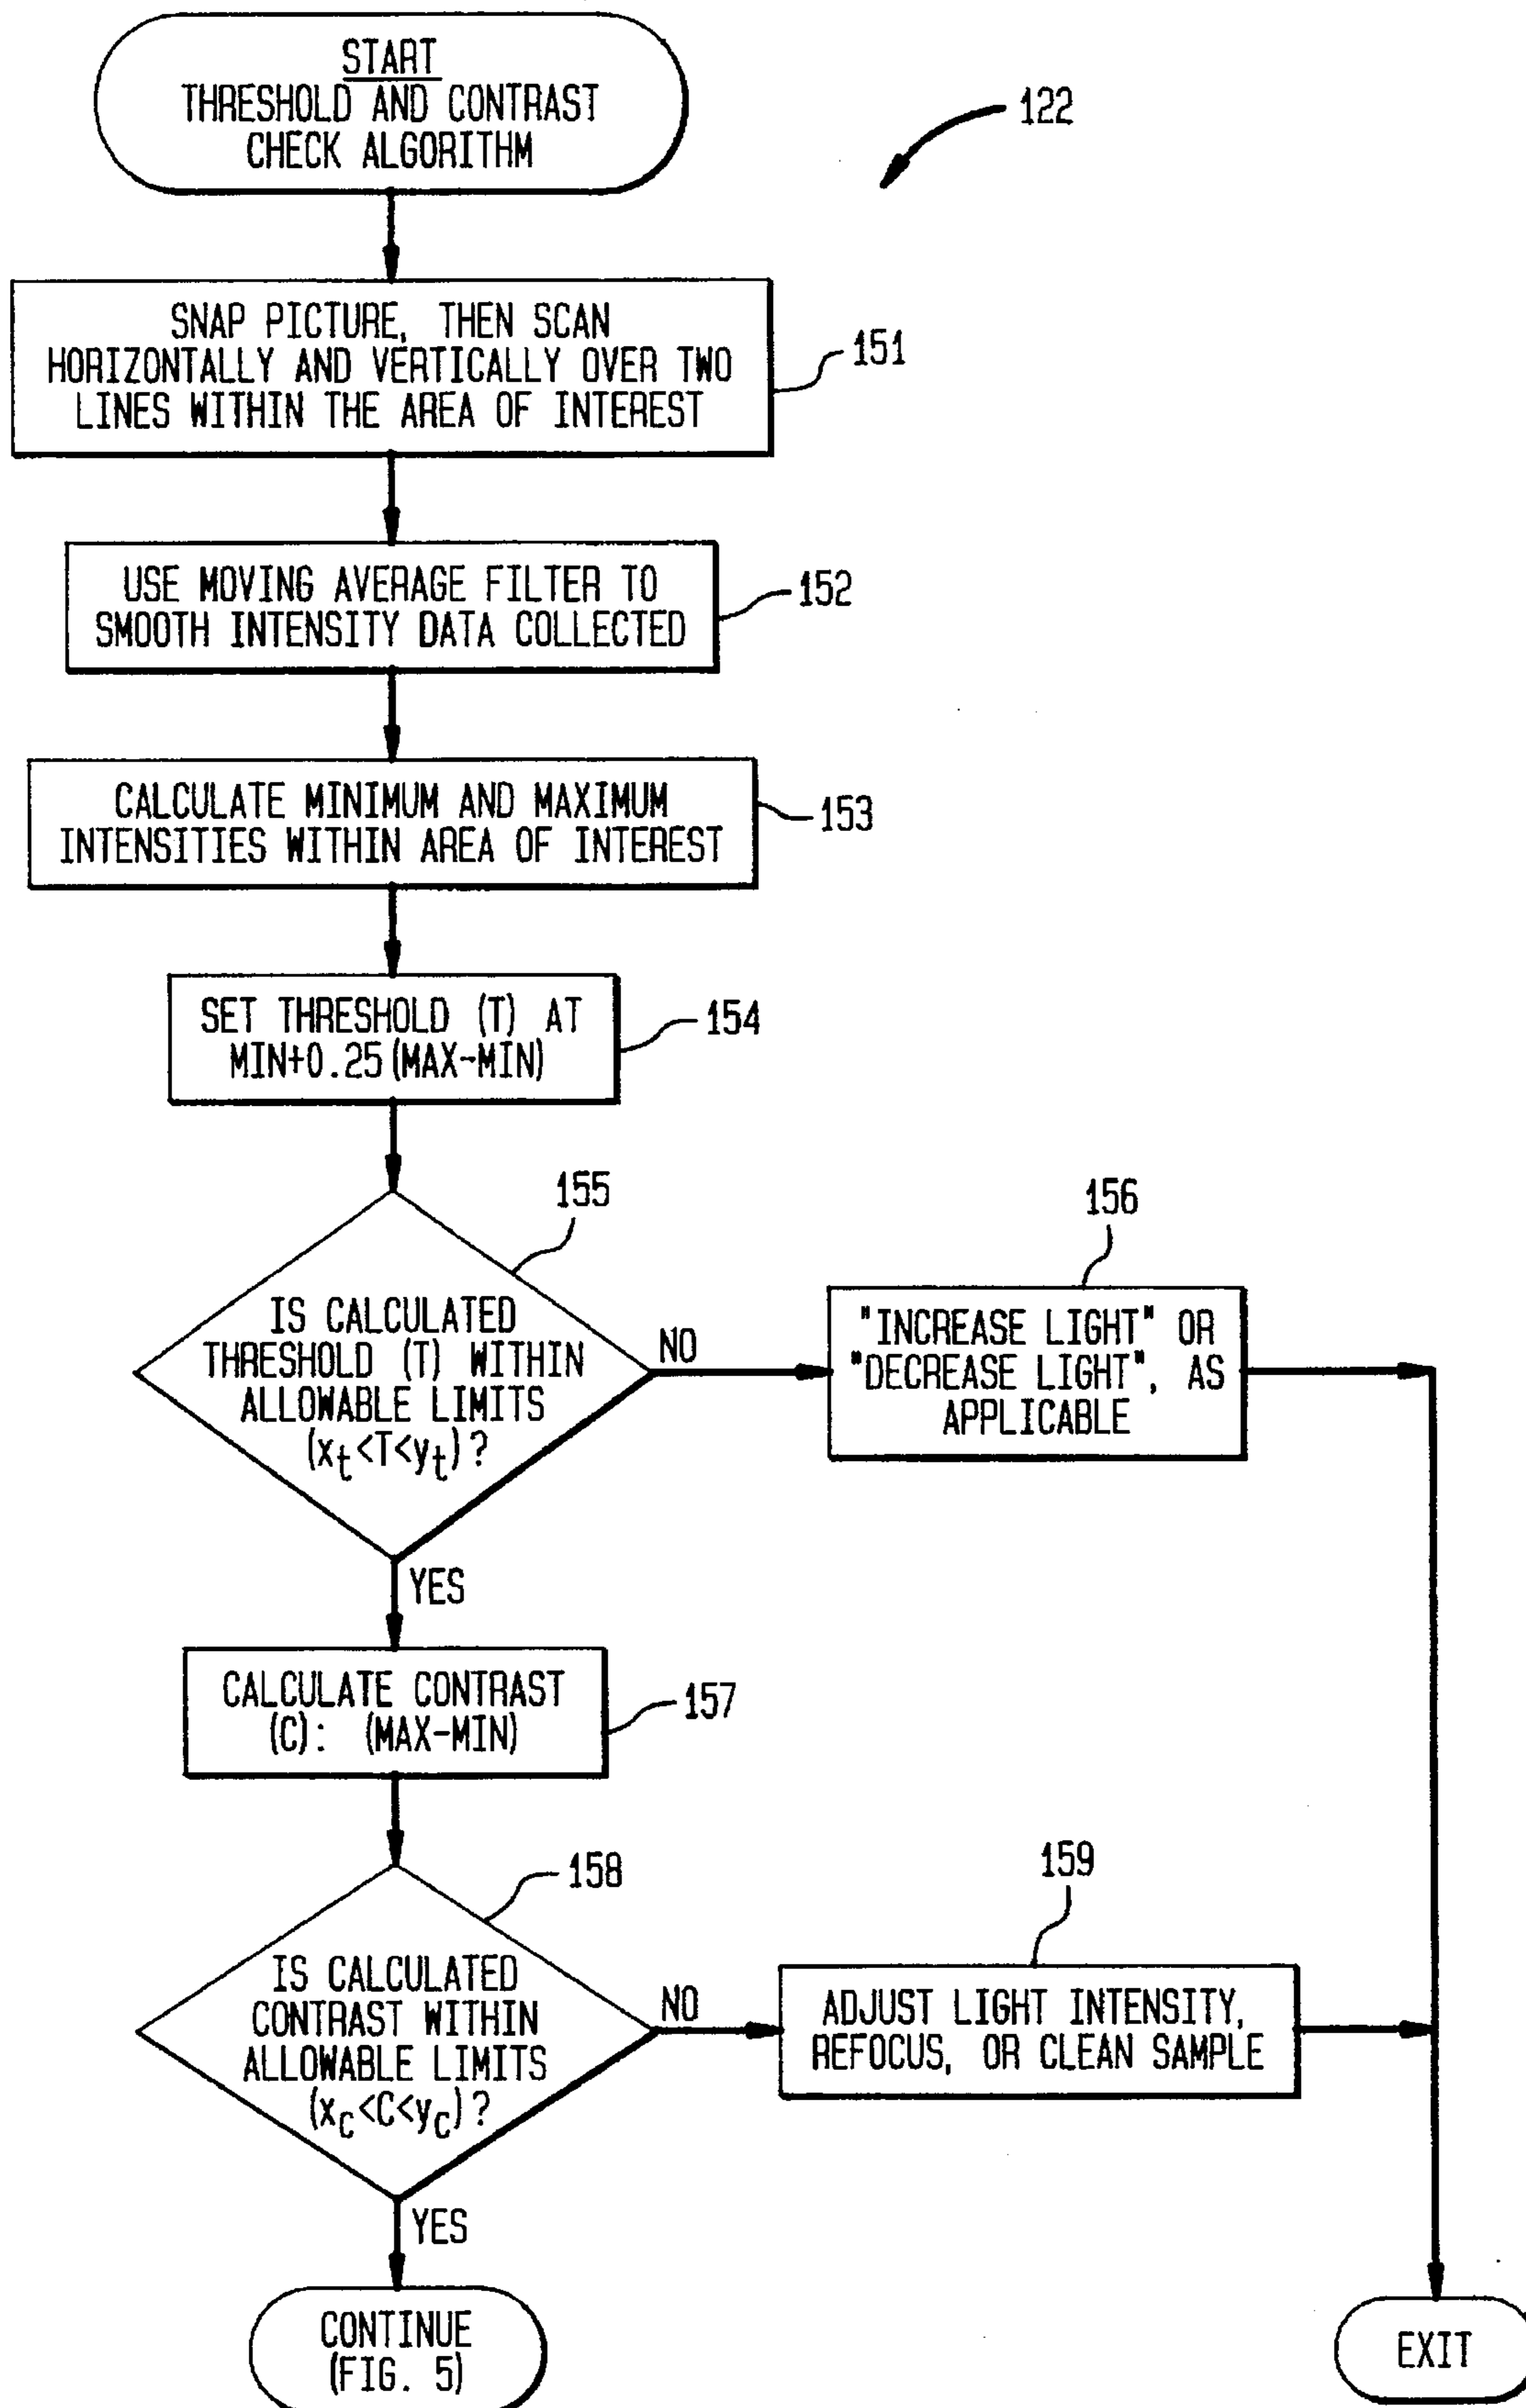 START
THRESHOLD AND CONTRAST
CHECK ALGORITHM
122
SNAP PICTURE, THEN SCAN
HORIZONTALLY AND VERTICALLY OVER TWO
LINES WITHIN THE AREA OF INTEREST
151
USE MOVING AVERAGE FILTER TO
SMOOTH INTENSITY DATA COLLECTED
152
CALCULATE MINIMUM AND MAXIMUM
INTENSITIES WITHIN AREA OF INTEREST
153
SET THRESHOLD (T) AT
MIN+0.25(MAX-MIN)
154
155
IS CALCULATED
THRESHOLD (T) WITHIN
ALLOWABLE LIMITS
(xt<T<yt)?
NO
156
"INCREASE LIGHT" OR
"DECREASE LIGHT", AS
APPLICABLE
YES
CALCULATE CONTRAST
(C): (MAX-MIN)
157
158
IS CALCULATED
CONTRAST WITHIN
ALLOWABLE LIMITS
(xc<C<yc)?
NO
159
ADJUST LIGHT INTENSITY,
REFOCUS, OR CLEAN SAMPLE
YES
CONTINUE
(FIG. 5)
EXIT